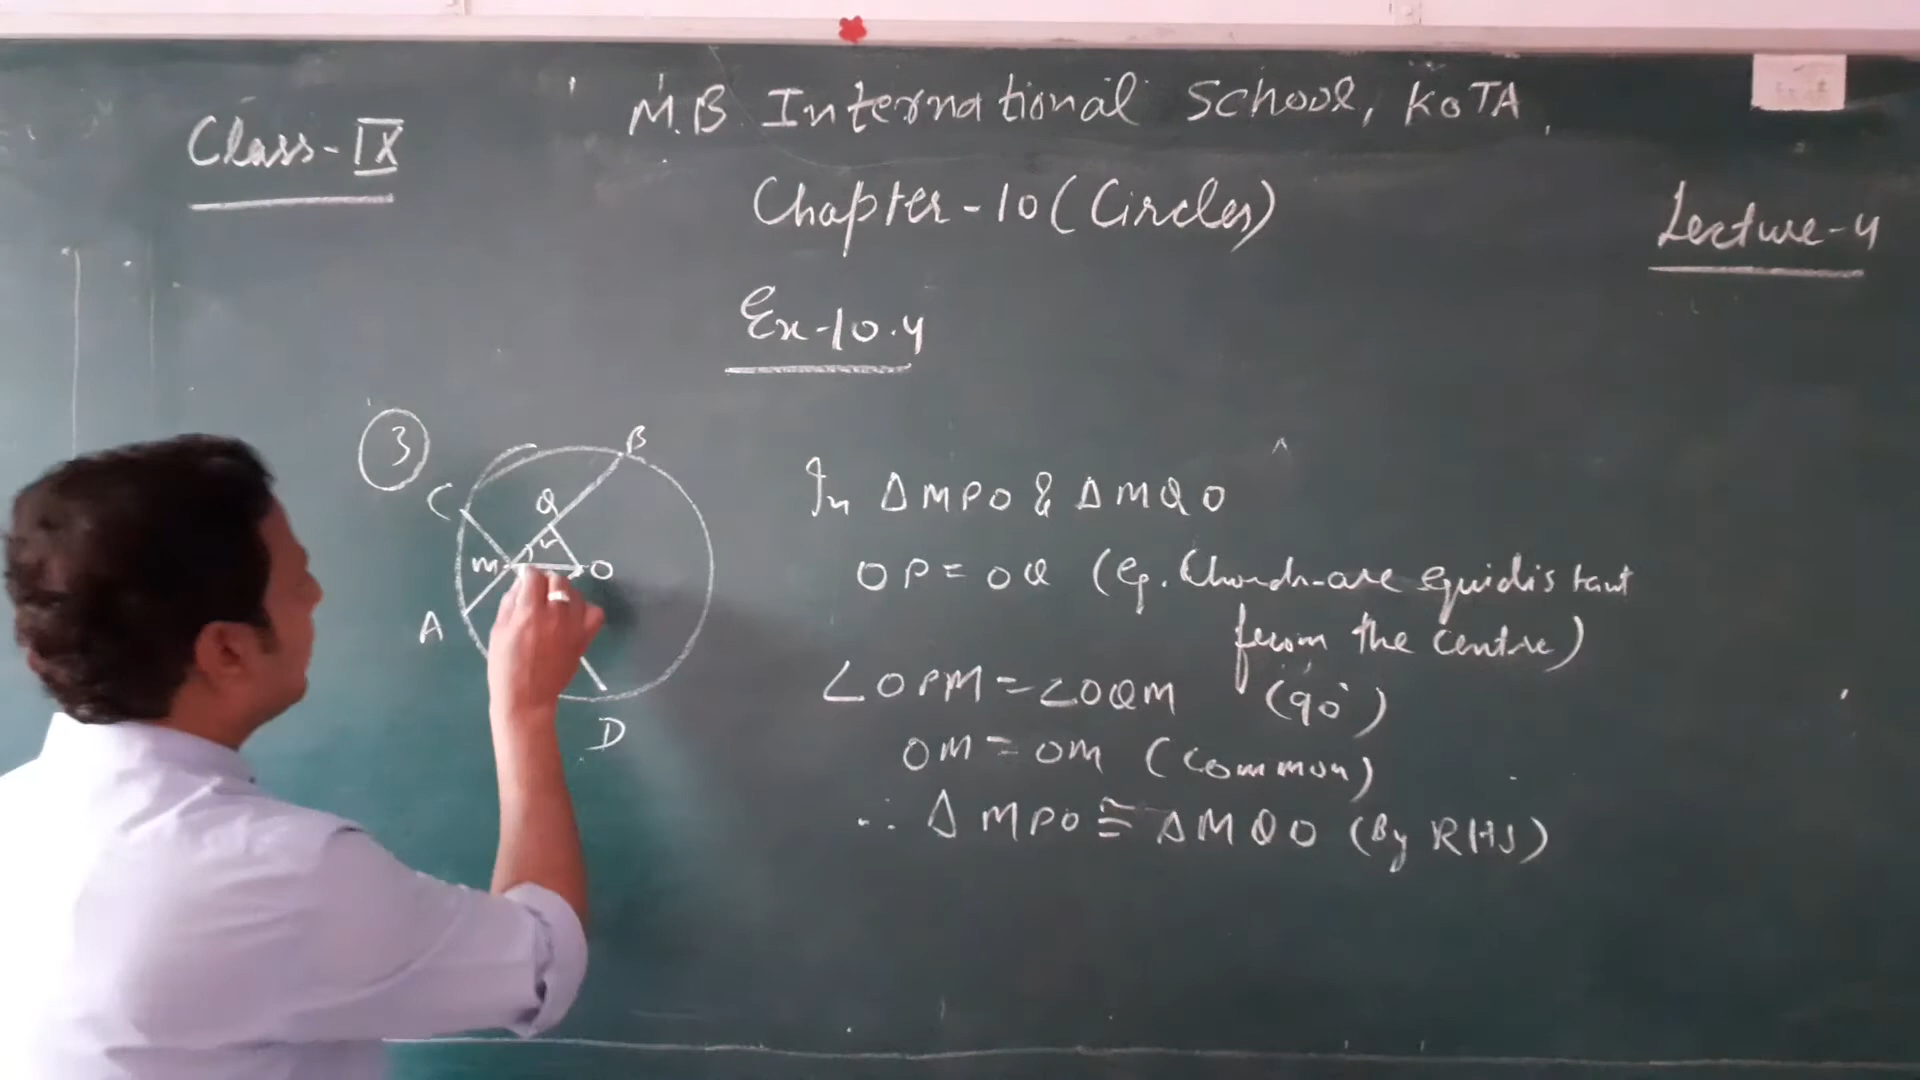 M.B. International School, KOTA,
Class-IX
Chapter-10 (Circles)
Lecture-4
Ex-10.4
3
B
C
Q
M
O
A
D
In ΔMPO & ΔMQO
OP = OQ (Eq. Chords are equidistant
from the centre)
∠OPM = ∠OQM (90°)
OM = OM (Common)
∴ ΔMPO ≅ ΔMQO (By RHS)